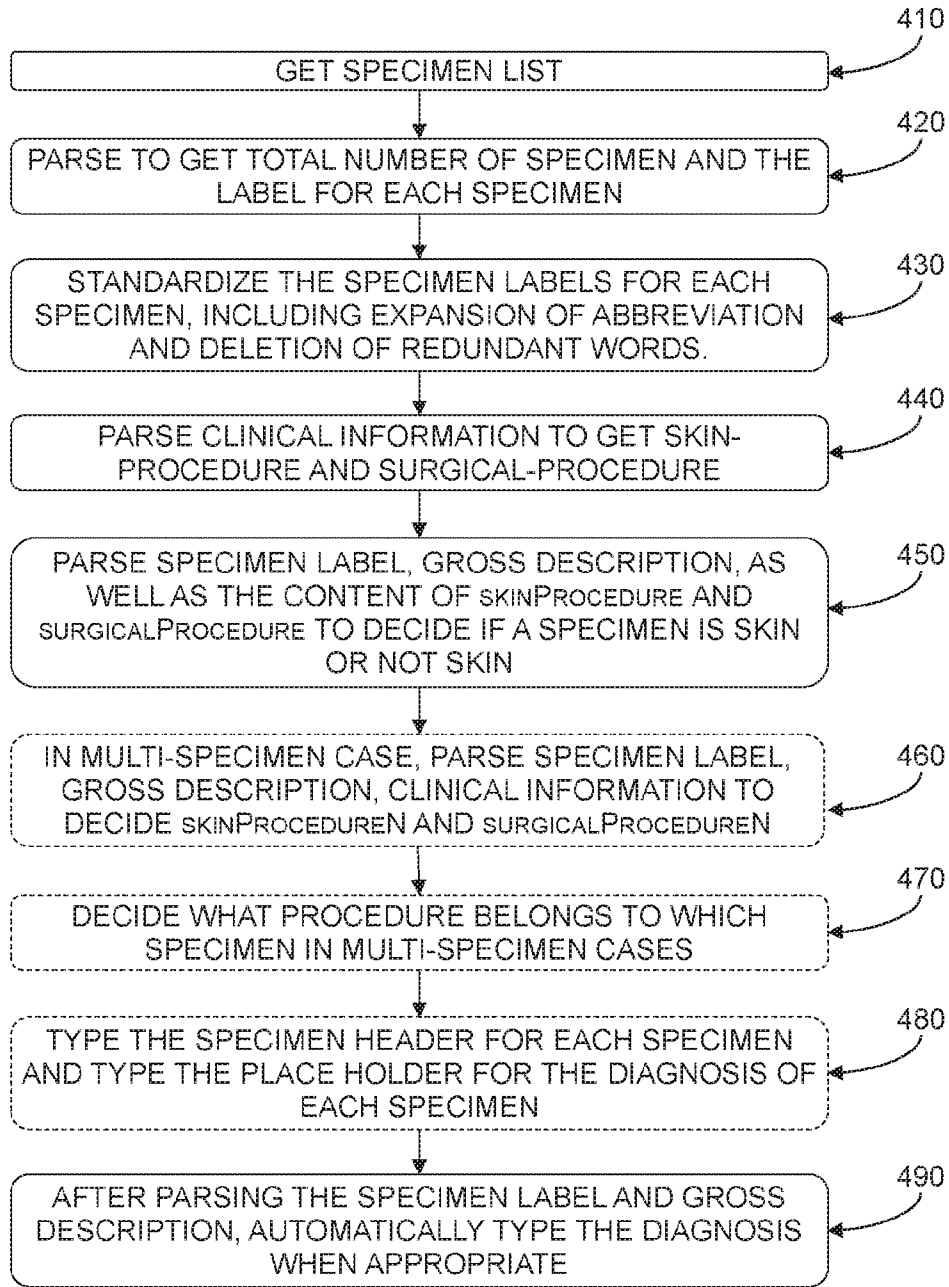 410
GET SPECIMEN LIST
420
PARSE TO GET TOTAL NUMBER OF SPECIMEN AND THE
LABEL FOR EACH SPECIMEN
430
STANDARDIZE THE SPECIMEN LABELS FOR EACH
SPECIMEN, INCLUDING EXPANSION OF ABBREVIATION
AND DELETION OF REDUNDANT WORDS.
440
PARSE CLINICAL INFORMATION TO GET SKIN-
PROCEDURE AND SURGICAL-PROCEDURE
450
PARSE SPECIMEN LABEL, GROSS DESCRIPTION, AS
WELL AS THE CONTENT OF SKINPROCEDURE AND
SURGICALPROCEDURE TO DECIDE IF A SPECIMEN IS SKIN
OR NOT SKIN
460
IN MULTI-SPECIMEN CASE, PARSE SPECIMEN LABEL,
GROSS DESCRIPTION, CLINICAL INFORMATION TO
DECIDE SKINPROCEDUREN AND SURGICALPROCEDUREN
470
DECIDE WHAT PROCEDURE BELONGS TO WHICH
SPECIMEN IN MULTI-SPECIMEN CASES
480
TYPE THE SPECIMEN HEADER FOR EACH SPECIMEN
AND TYPE THE PLACE HOLDER FOR THE DIAGNOSIS OF
EACH SPECIMEN
490
AFTER PARSING THE SPECIMEN LABEL AND GROSS
DESCRIPTION, AUTOMATICALLY TYPE THE DIAGNOSIS
WHEN APPROPRIATE